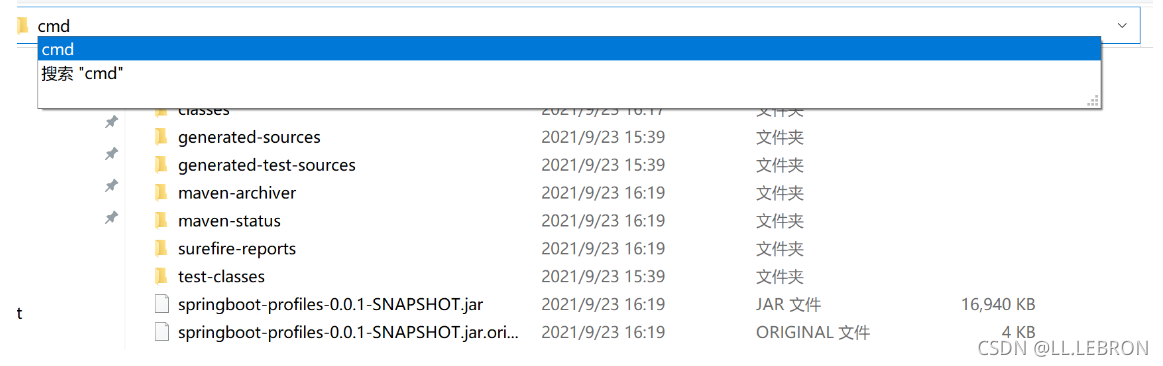 cmd
cmd
搜索 "cmd"
classes 2021/9/23 16:17 文件夹
generated-sources 2021/9/23 15:39 文件夹
generated-test-sources 2021/9/23 15:39 文件夹
maven-archiver 2021/9/23 16:19 文件夹
maven-status 2021/9/23 16:19 文件夹
surefire-reports 2021/9/23 16:19 文件夹
test-classes 2021/9/23 15:39 文件夹
t springboot-profiles-0.0.1-SNAPSHOT.jar 2021/9/23 16:19 JAR 文件 16,940 KB
springboot-profiles-0.0.1-SNAPSHOT.jar.ori... 2021/9/23 16:19 ORIGINAL 文件 4 KB
CSDN @LL.LEBRON